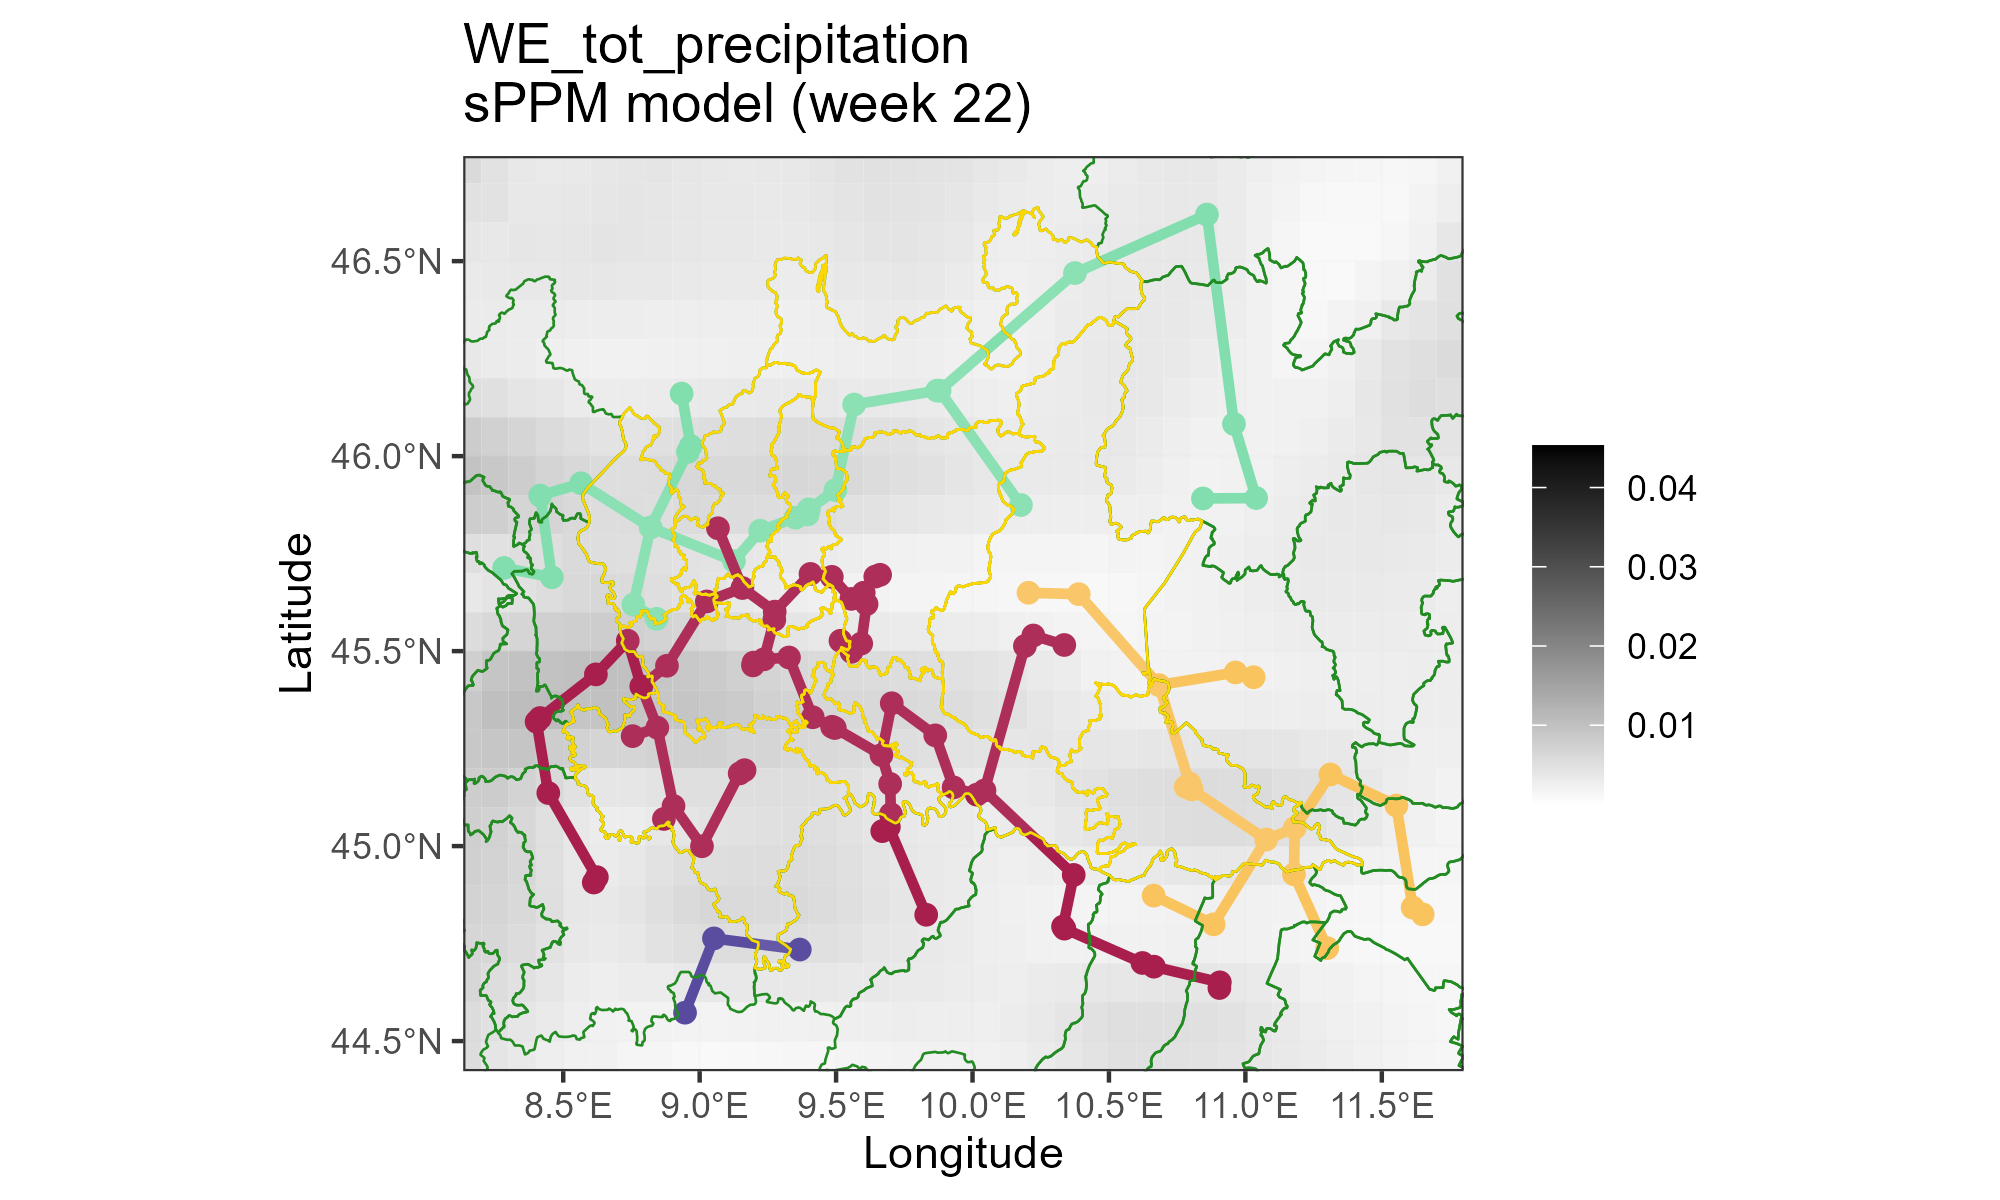 WE_tot_precipitation
sPPM model (week 22)
46.5°N
46.0°N
45.5°N
45.0°N
44.5°N
Latitude
8.5°E 9.0°E 9.5°E 10.0°E 10.5°E 11.0°E 11.5°E
Longitude
0.04
0.03
0.02
0.01